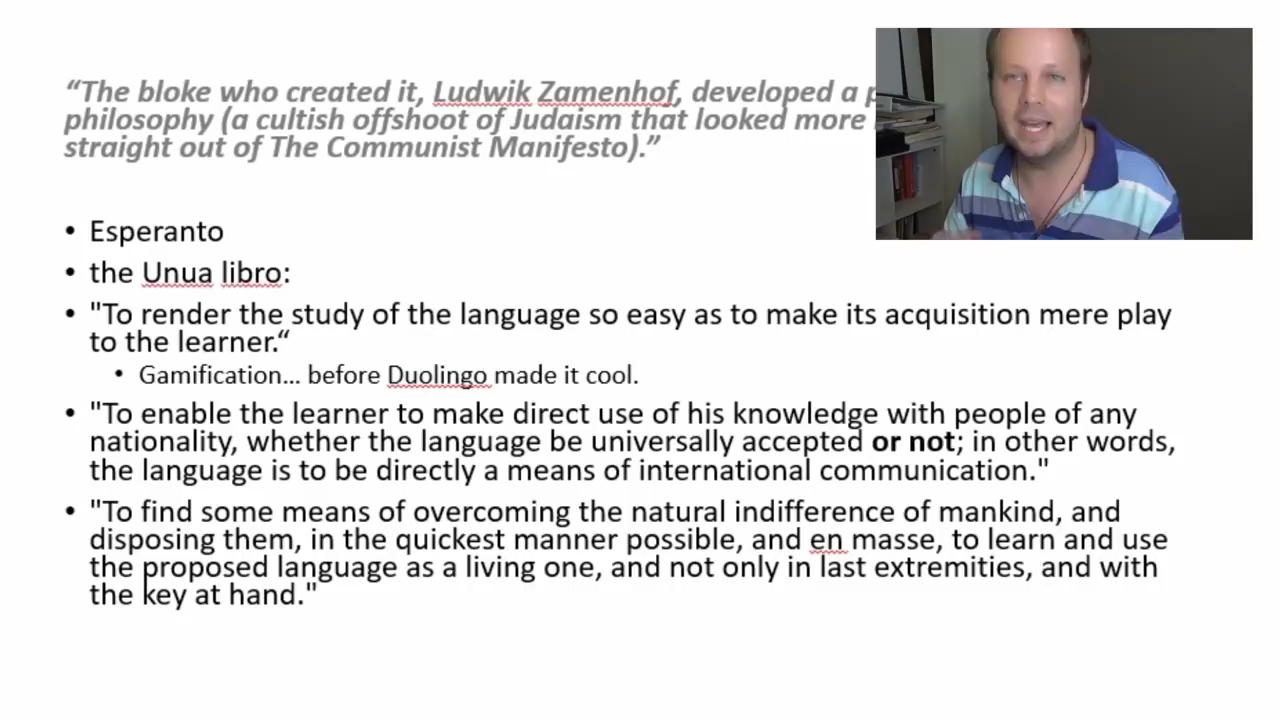 “The bloke who created it, Ludwik Zamenhof, developed a
philosophy (a cultish offshoot of Judaism that looked more
straight out of The Communist Manifesto).”
• Esperanto
• the Unua libro:
• "To render the study of the language so easy as to make its acquisition mere play
to the learner.“
• Gamification... before Duolingo made it cool.
• "To enable the learner to make direct use of his knowledge with people of any
nationality, whether the language be universally accepted or not; in other words,
the language is to be directly a means of international communication."
• "To find some means of overcoming the natural indifference of mankind, and
disposing them, in the quickest manner possible, and en masse, to learn and use
the proposed language as a living one, and not only in last extremities, and with
the key at hand."